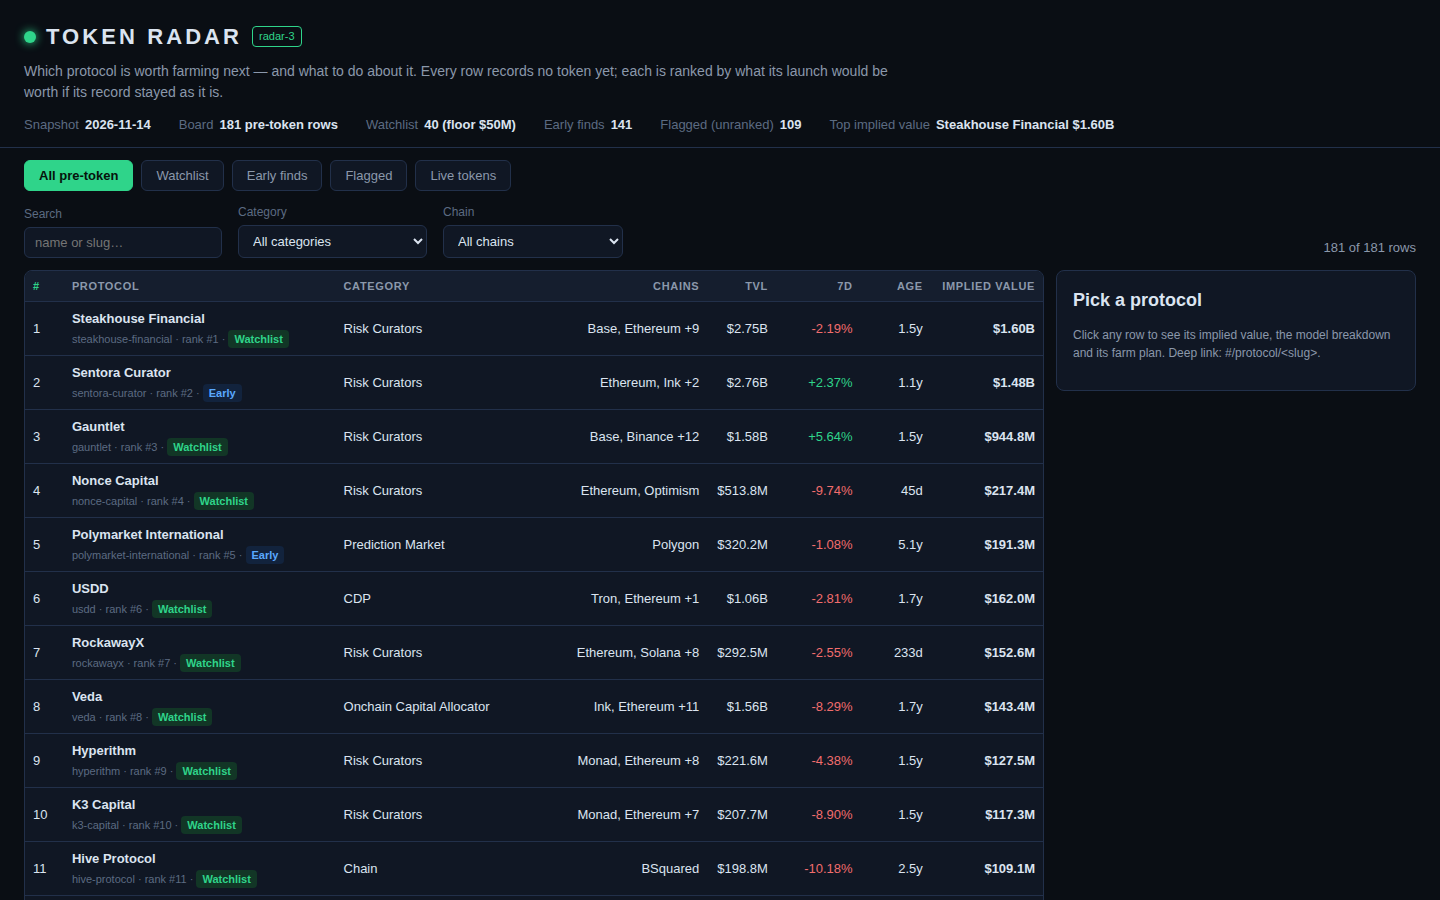 TOKEN RADAR radar-3
Which protocol is worth farming next — and what to do about it. Every row records no token yet; each is ranked by what its launch would be
worth if its record stayed as it is.
Snapshot 2026-11-14 Board 181 pre-token rows Watchlist 40 (floor $50M) Early finds 141 Flagged (unranked) 109 Top implied value Steakhouse Financial $1.60B
All pre-token Watchlist Early finds Flagged Live tokens
Search Category Chain
name or slug… All categories All chains 181 of 181 rows
# PROTOCOL CATEGORY CHAINS TVL 7D AGE IMPLIED VALUE
Steakhouse Financial
1 Risk Curators Base, Ethereum +9 $2.75B -2.19% 1.5y $1.60B
steakhouse-financial · rank #1 · Watchlist
Sentora Curator
2 Risk Curators Ethereum, Ink +2 $2.76B +2.37% 1.1y $1.48B
sentora-curator · rank #2 · Early
Gauntlet
3 Risk Curators Base, Binance +12 $1.58B +5.64% 1.5y $944.8M
gauntlet · rank #3 · Watchlist
Nonce Capital
4 Risk Curators Ethereum, Optimism $513.8M -9.74% 45d $217.4M
nonce-capital · rank #4 · Watchlist
Polymarket International
5 Prediction Market Polygon $320.2M -1.08% 5.1y $191.3M
polymarket-international · rank #5 · Early
USDD
6 CDP Tron, Ethereum +1 $1.06B -2.81% 1.7y $162.0M
usdd · rank #6 · Watchlist
RockawayX
7 Risk Curators Ethereum, Solana +8 $292.5M -2.55% 233d $152.6M
rockawayx · rank #7 · Watchlist
Veda
8 Onchain Capital Allocator Ink, Ethereum +11 $1.56B -8.29% 1.7y $143.4M
veda · rank #8 · Watchlist
Hyperithm
9 Risk Curators Monad, Ethereum +8 $221.6M -4.38% 1.5y $127.5M
hyperithm · rank #9 · Watchlist
K3 Capital
10 Risk Curators Monad, Ethereum +7 $207.7M -8.90% 1.5y $117.3M
k3-capital · rank #10 · Watchlist
Hive Protocol
11 Chain BSquared $198.8M -10.18% 2.5y $109.1M
hive-protocol · rank #11 · Watchlist
Pick a protocol
Click any row to see its implied value, the model breakdown
and its farm plan. Deep link: #/protocol/<slug>.